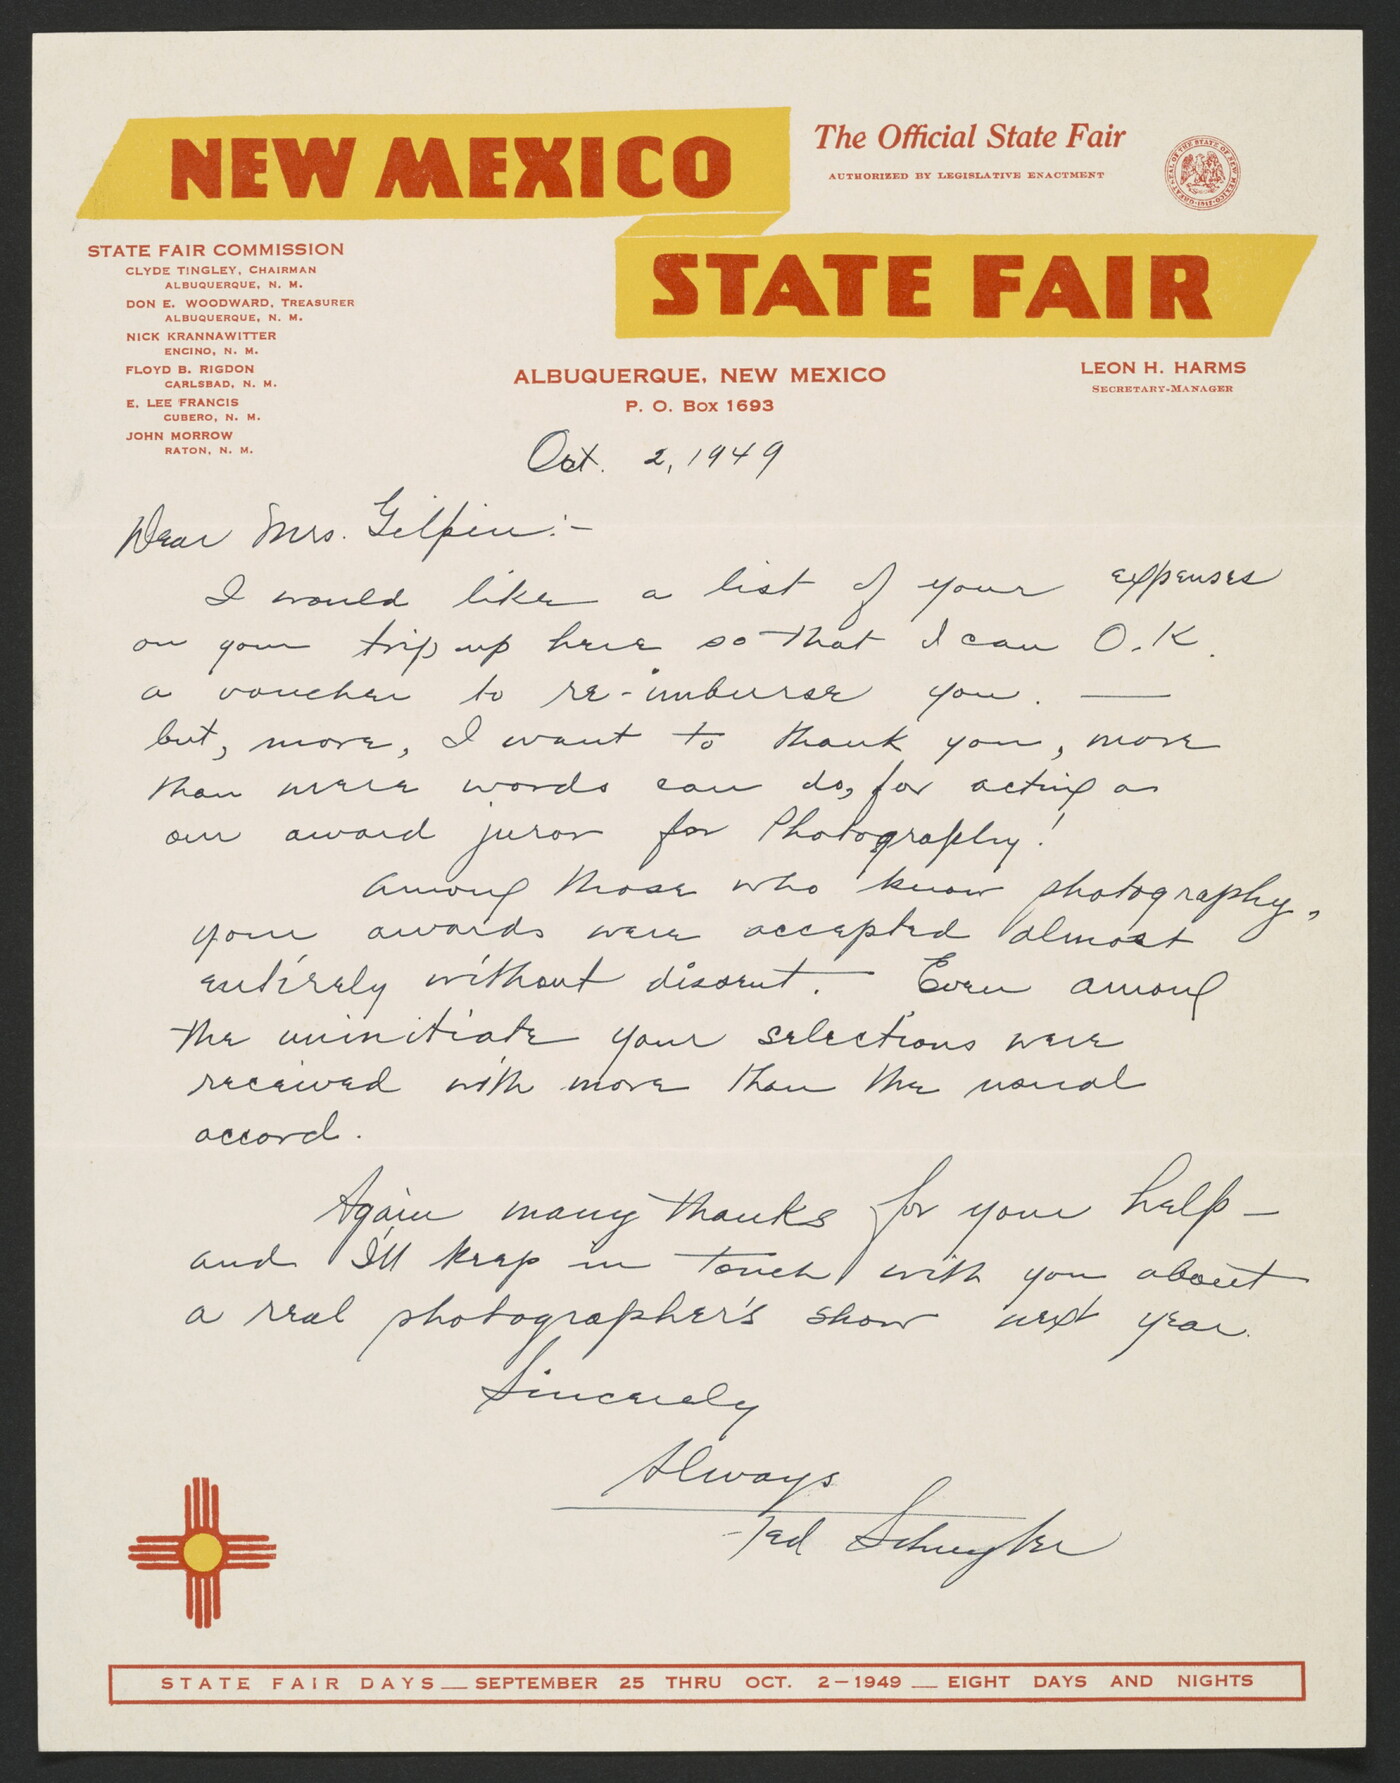 NEW MEXICO
The Official State Fair
AUTHORIZED BY LEGISLATIVE ENACTMENT
STATE FAIR
STATE FAIR COMMISSION
CLYDE TINGLEY, CHAIRMAN
ALBUQUERQUE, N. M.
DON E. WOODWARD, TREASURER
ALBUQUERQUE, N. M.
NICK KRANNAWITTER
ENCINO, N. M.
FLOYD B. RIGDON
CARLSBAD, N. M.
E. LEE FRANCIS
CUBERO, N. M.
JOHN MORROW
RATON, N. M.
ALBUQUERQUE, NEW MEXICO
P. O. Box 1693
LEON H. HARMS
SECRETARY-MANAGER
Oct. 2, 1949
Dear Mrs. Gilpin:-
I would like a list of your expenses
on your trip up here so that I can O.K.
a voucher to re-imburse you. —
but, more, I want to thank you, more
than mere words can do, for acting as
our award juror for Photography!
Among those who know photography,
your awards were accepted almost
entirely without dissent. Even among
the uninitiate your selections were
received with more than the usual
accord.
Again many thanks for your help –
and I'll keep in touch with you about
a real photographer's show next year.
Sincerely
Always
Ted Schuyler
STATE FAIR DAYS — SEPTEMBER 25 THRU OCT. 2–1949 — EIGHT DAYS AND NIGHTS